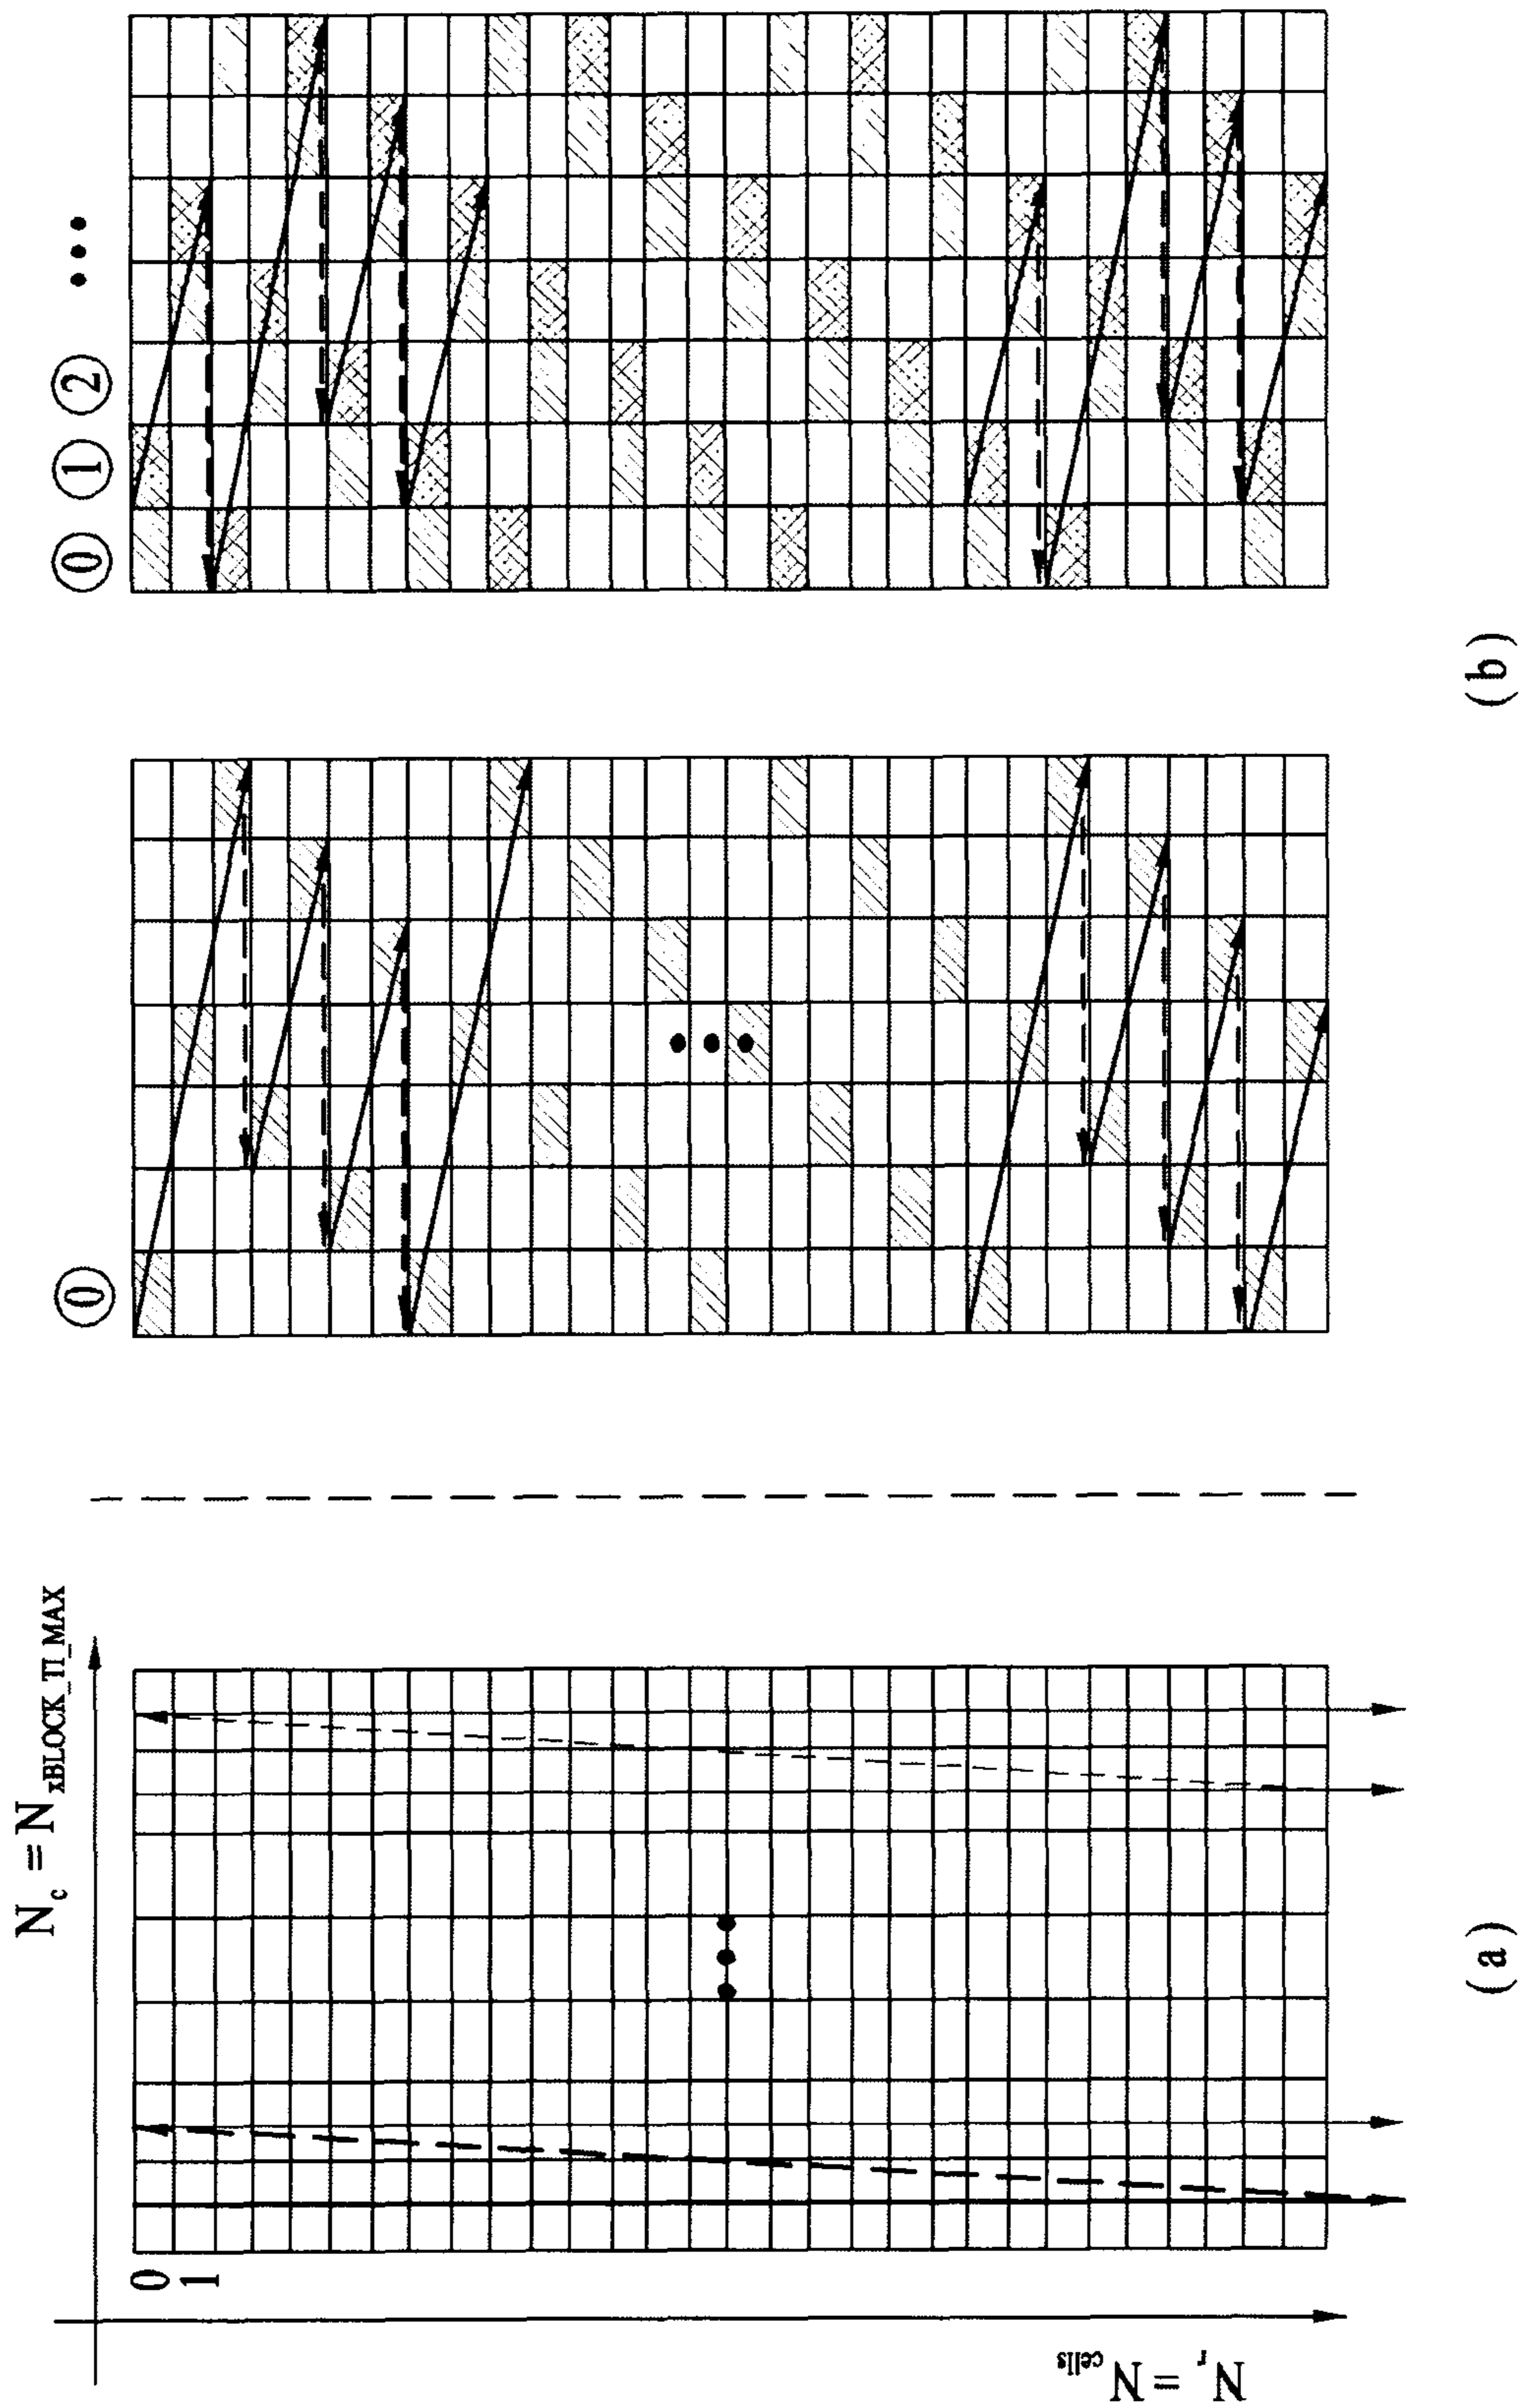 N_c = N_xBLOCK_TI_MAX
0
1
N_r = N_cells
(a)
⓪
⓪ ① ② •••
(b)